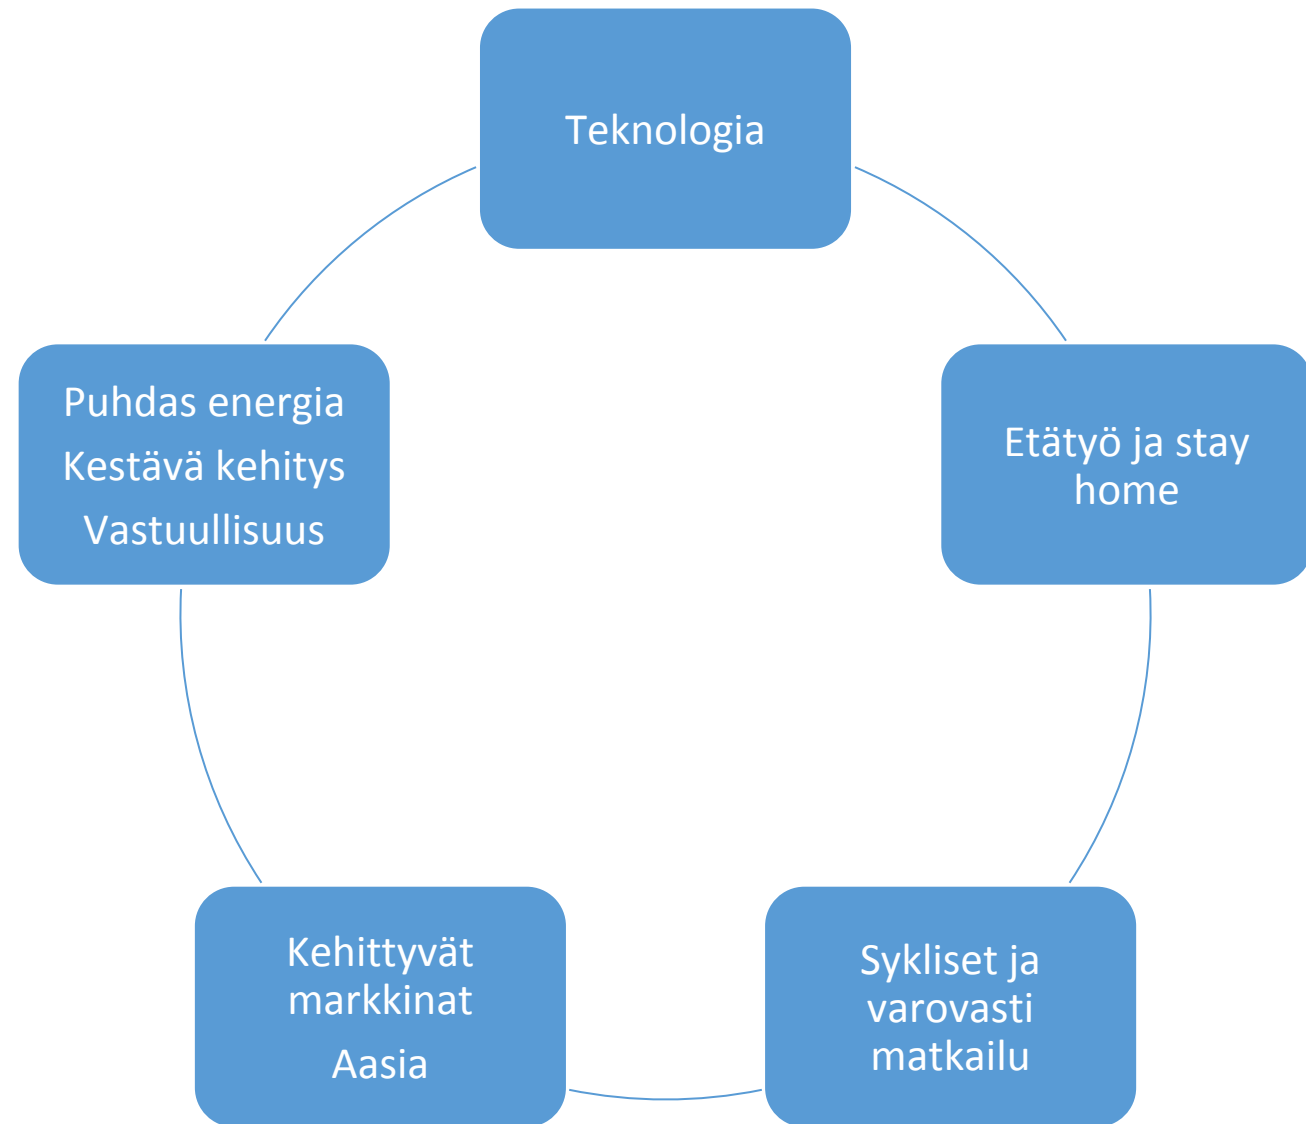 Teknologia
Etätyö ja stay
home
Sykliset ja
varovasti
matkailu
Kehittyvät
markkinat
Aasia
Puhdas energia
Kestävä kehitys
Vastuullisuus